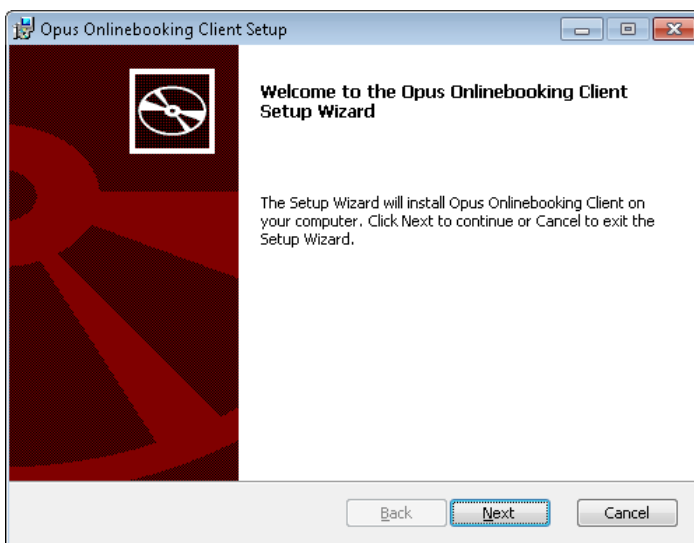 Opus Onlinebooking Client Setup
Welcome to the Opus Onlinebooking Client
Setup Wizard
The Setup Wizard will install Opus Onlinebooking Client on
your computer. Click Next to continue or Cancel to exit the
Setup Wizard.
Back Next Cancel